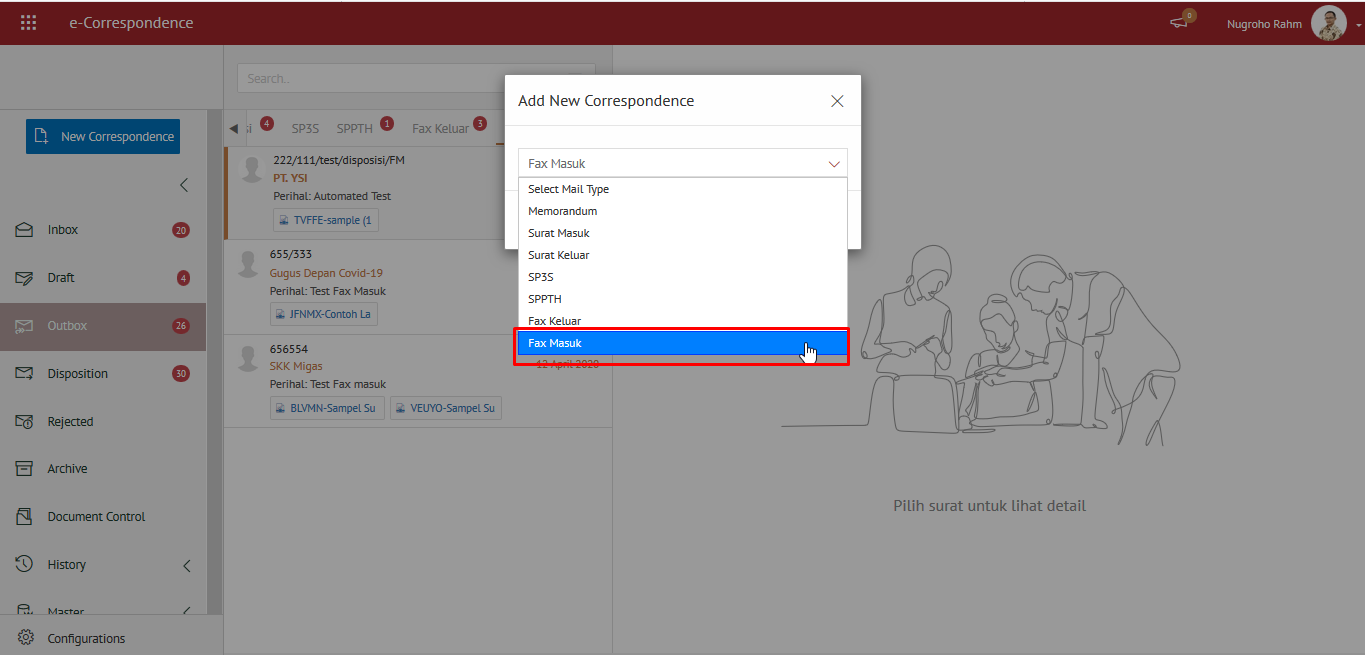 e-Correspondence
0
Nugroho Rahm
Search..
New Correspondence
Inbox 20
Draft 4
Outbox 26
Disposition 30
Rejected
Archive
Document Control
History
Master
Configurations
si 4 SP3S SPPTH 1 Fax Keluar 3
222/111/test/disposisi/FM
PT. YSI
Perihal: Automated Test
TVFFE-sample (1
655/333
Gugus Depan Covid-19
Perihal: Test Fax Masuk
JFNMX-Contoh La
656554
SKK Migas
12 April 2020
Perihal: Test Fax masuk
BLVMN-Sampel Su
VEUYO-Sampel Su
Add New Correspondence
Fax Masuk
Select Mail Type
Memorandum
Surat Masuk
Surat Keluar
SP3S
SPPTH
Fax Keluar
Fax Masuk
Pilih surat untuk lihat detail